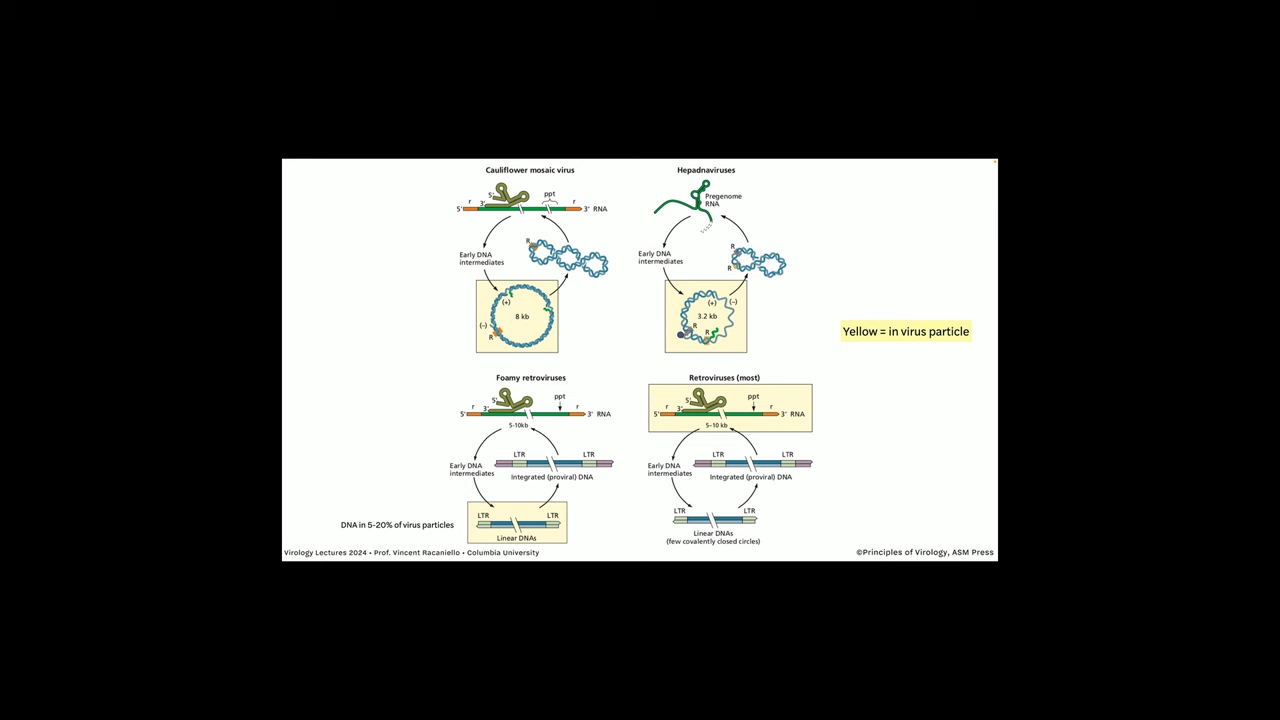 Cauliflower mosaic virus
5'
r
5'
3'
ppt
r
3' RNA
Early DNA
intermediates
R
(+)
8 kb
(–)
R
Hepadnaviruses
Pregenome
RNA
Early DNA
intermediates
R
R
(+)
(–)
3.2 kb
R
R
Yellow = in virus particle
Foamy retroviruses
5'
r
5'
3'
ppt
r
3' RNA
5-10kb
LTR
LTR
Early DNA
intermediates
Integrated (proviral) DNA
LTR
LTR
Linear DNAs
DNA in 5-20% of virus particles
Retroviruses (most)
5'
r
5'
3'
ppt
r
3' RNA
5–10 kb
LTR
LTR
Early DNA
intermediates
Integrated (proviral) DNA
LTR
LTR
Linear DNAs
(few covalently closed circles)
Virology Lectures 2024 • Prof. Vincent Racaniello • Columbia University
©Principles of Virology, ASM Press